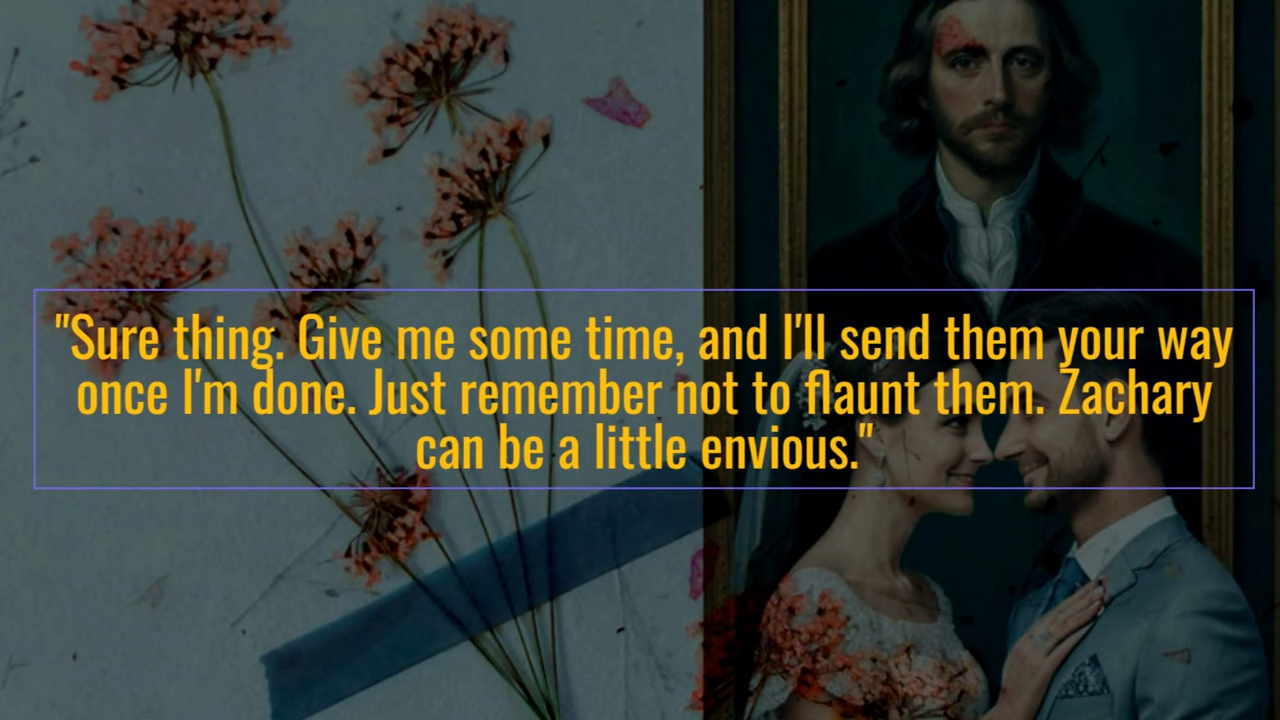 "Sure thing. Give me some time, and I'll send them your way
once I'm done. Just remember not to flaunt them. Zachary
can be a little envious."